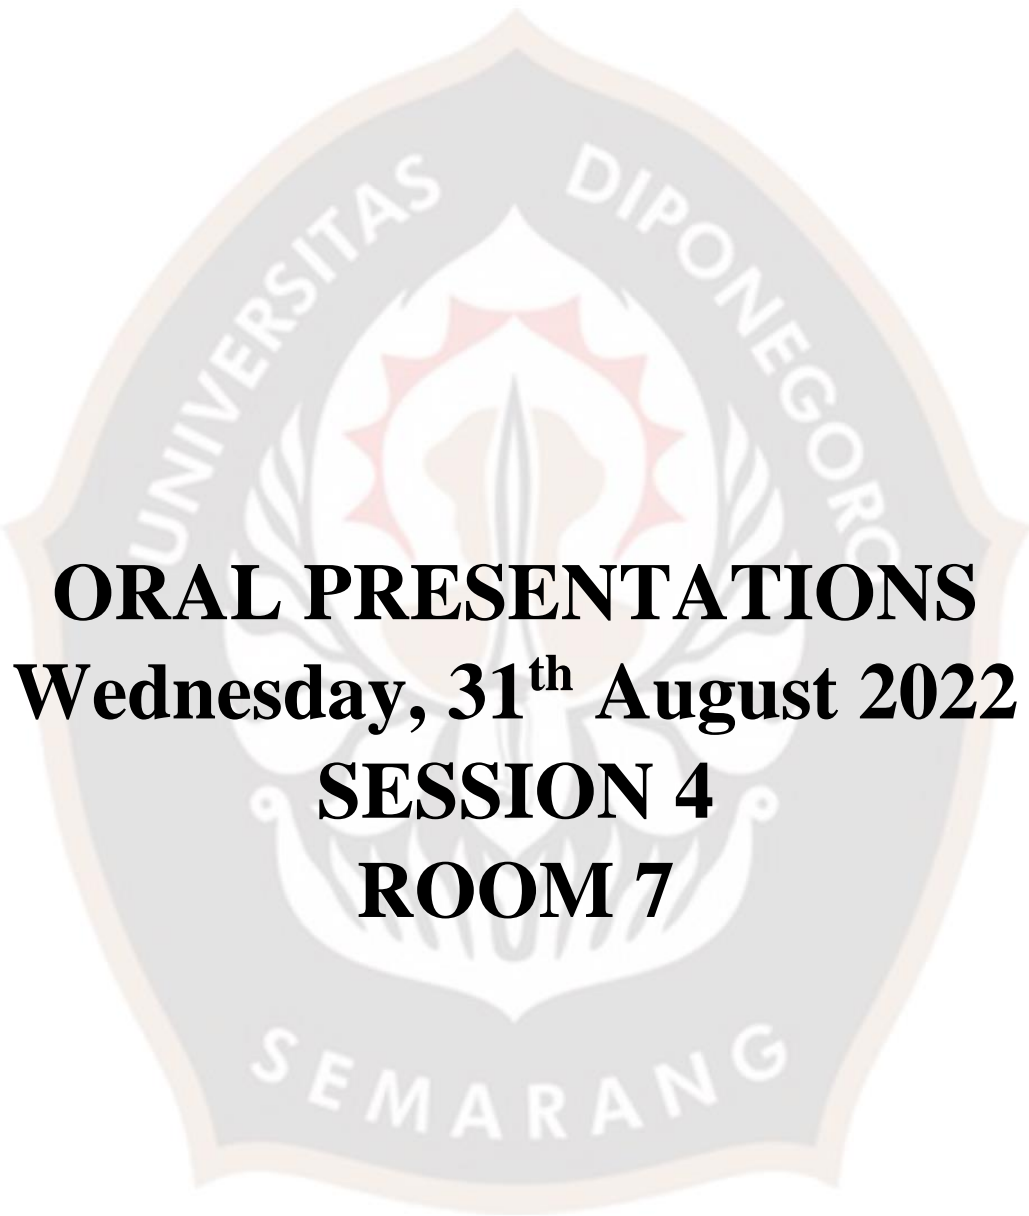 UNIVERSITAS DIPONEGORO
ORAL PRESENTATIONS
Wednesday, 31th August 2022
SESSION 4
ROOM 7
SEMARANG